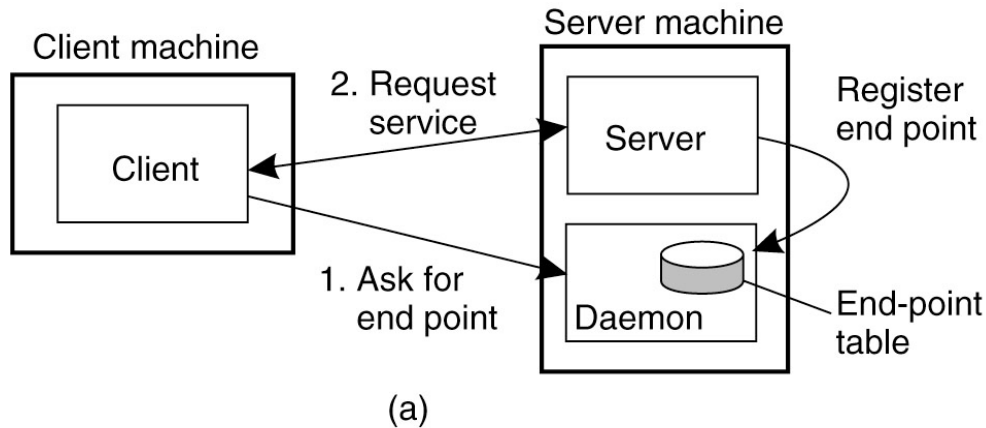 Client machine
Server machine
2. Request
service
Register
end point
Client
Server
1. Ask for
end point
Daemon
End-point
table
(a)